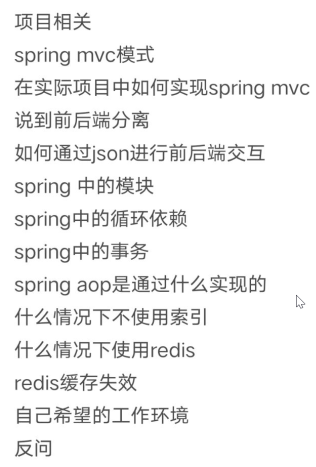 项目相关
spring mvc模式
在实际项目中如何实现spring mvc
说到前后端分离
如何通过json进行前后端交互
spring 中的模块
spring中的循环依赖
spring中的事务
spring aop是通过什么实现的
什么情况下不使用索引
什么情况下使用redis
redis缓存失效
自己希望的工作环境
反问